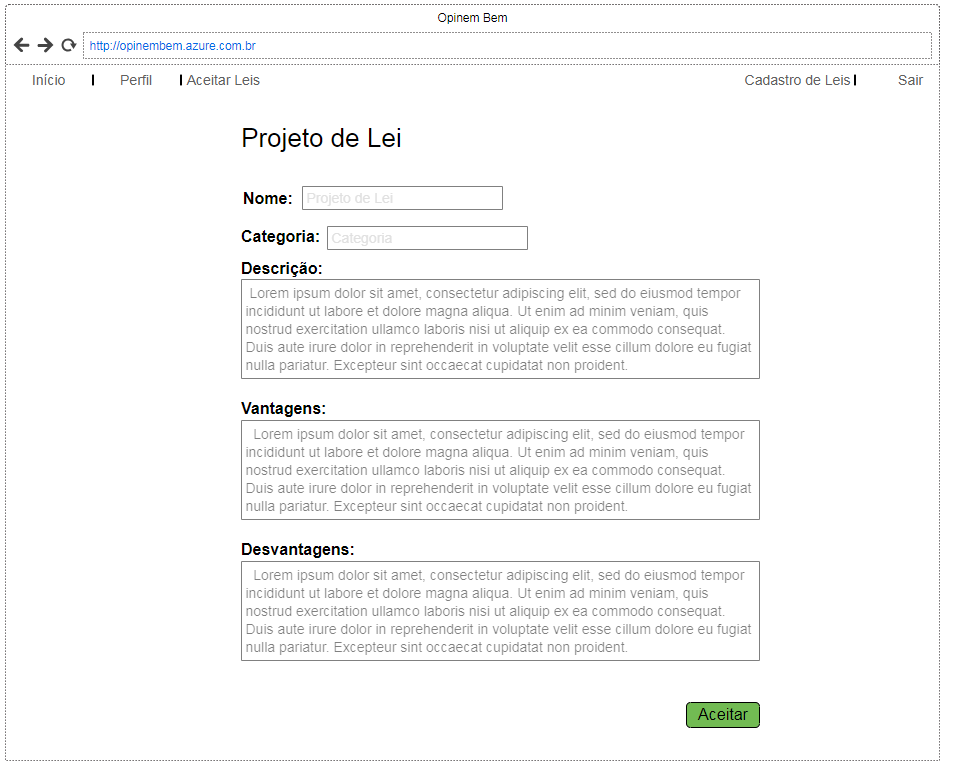 Opinem Bem
http://opinembem.azure.com.br
Início Perfil Aceitar Leis Cadastro de Leis Sair
Projeto de Lei
Nome: Projeto de Lei
Categoria: Categoria
Descrição:
Lorem ipsum dolor sit amet, consectetur adipiscing elit, sed do eiusmod tempor
incididunt ut labore et dolore magna aliqua. Ut enim ad minim veniam, quis
nostrud exercitation ullamco laboris nisi ut aliquip ex ea commodo consequat.
Duis aute irure dolor in reprehenderit in voluptate velit esse cillum dolore eu fugiat
nulla pariatur. Excepteur sint occaecat cupidatat non proident.
Vantagens:
Lorem ipsum dolor sit amet, consectetur adipiscing elit, sed do eiusmod tempor
incididunt ut labore et dolore magna aliqua. Ut enim ad minim veniam, quis
nostrud exercitation ullamco laboris nisi ut aliquip ex ea commodo consequat.
Duis aute irure dolor in reprehenderit in voluptate velit esse cillum dolore eu fugiat
nulla pariatur. Excepteur sint occaecat cupidatat non proident.
Desvantagens:
Lorem ipsum dolor sit amet, consectetur adipiscing elit, sed do eiusmod tempor
incididunt ut labore et dolore magna aliqua. Ut enim ad minim veniam, quis
nostrud exercitation ullamco laboris nisi ut aliquip ex ea commodo consequat.
Duis aute irure dolor in reprehenderit in voluptate velit esse cillum dolore eu fugiat
nulla pariatur. Excepteur sint occaecat cupidatat non proident.
Aceitar